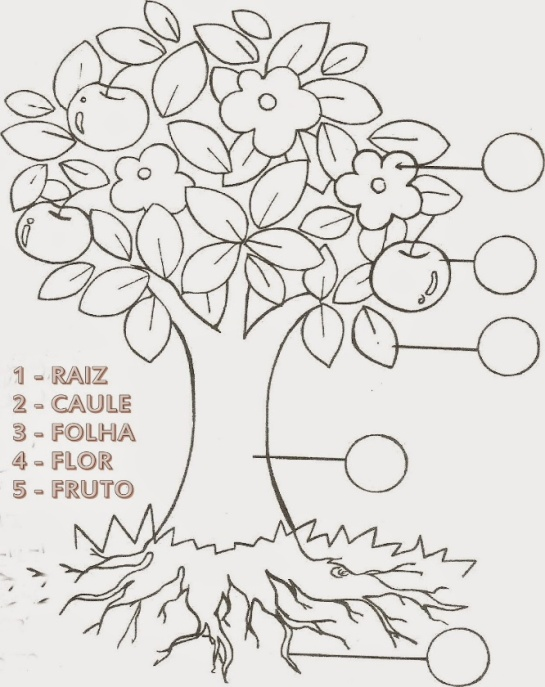 1 - RAIZ
2 - CAULE
3 - FOLHA
4 - FLOR
5 - FRUTO